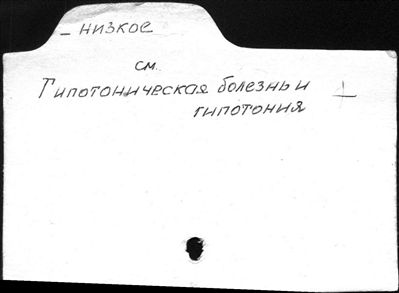 – низкое
см.
Гипотоническая болезнь и
гипотония